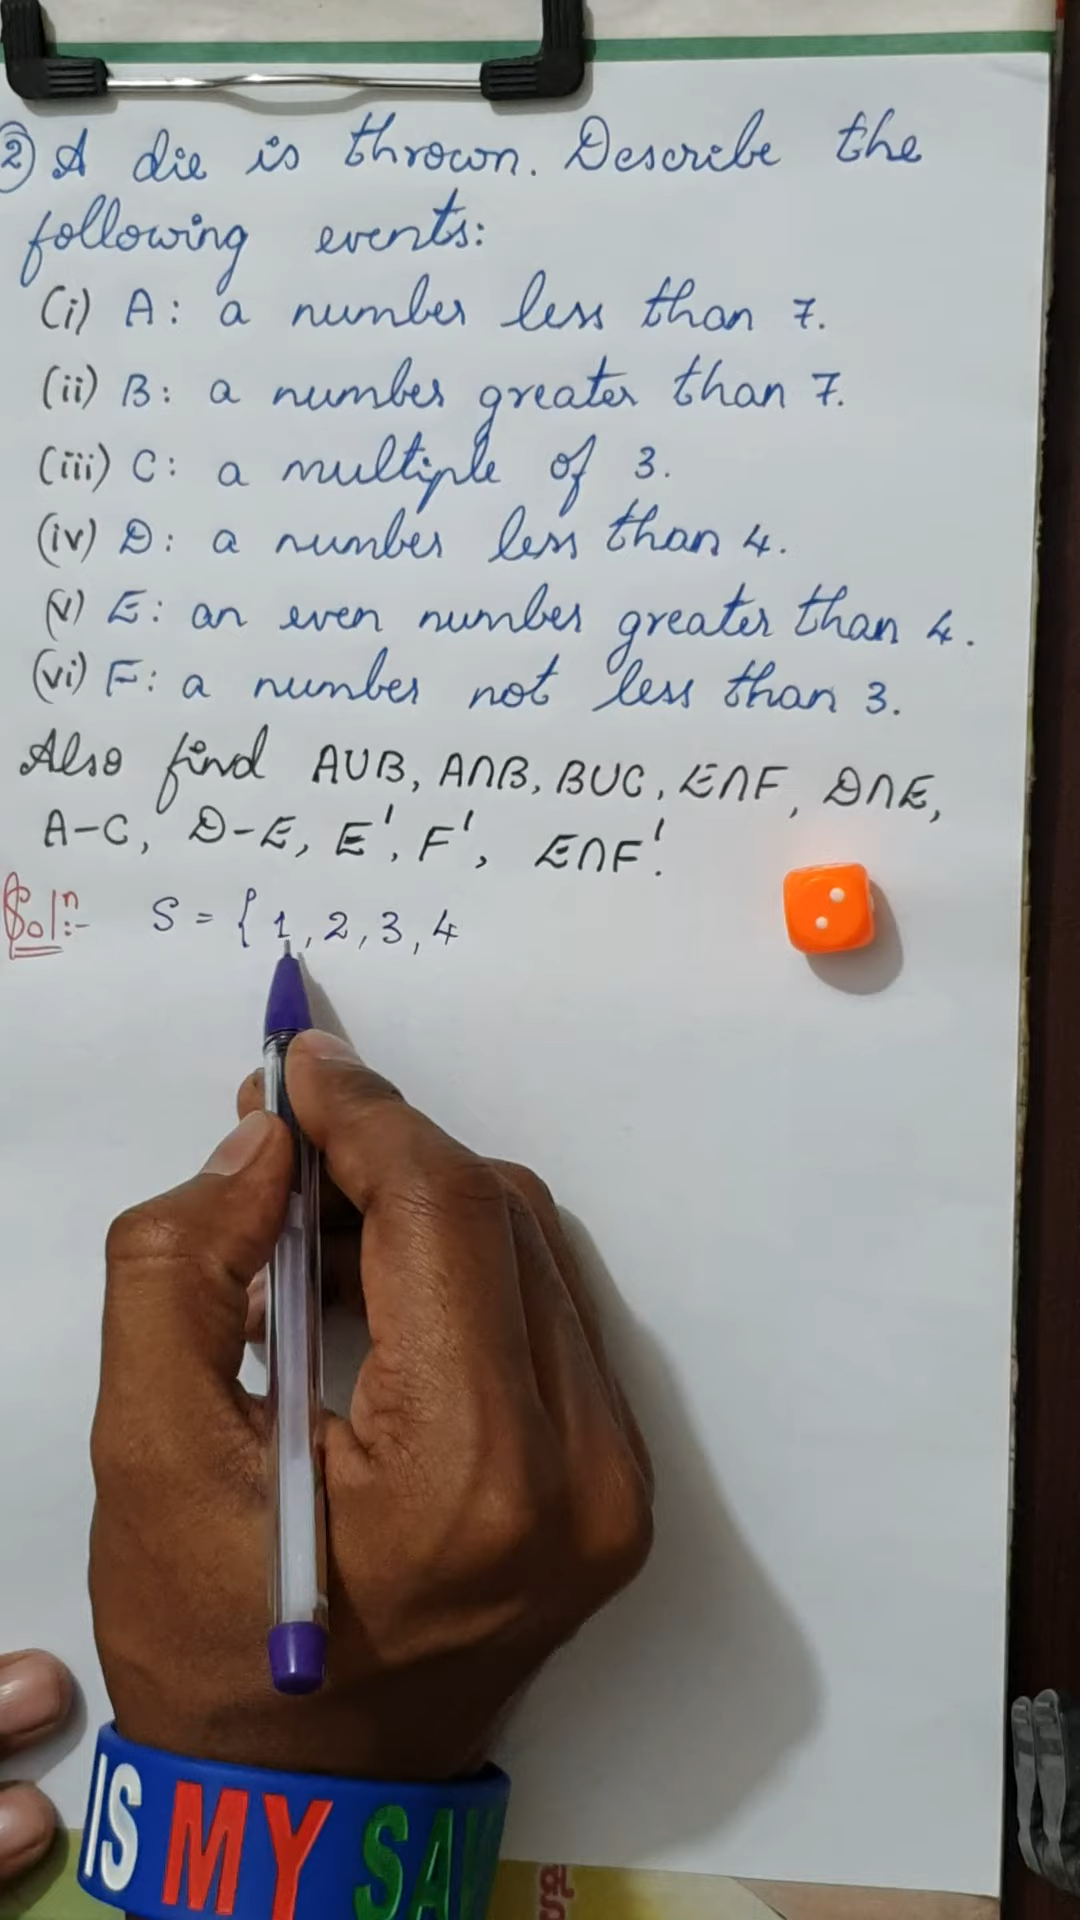 ② A die is thrown. Describe the
following events:
(i) A: a number less than 7.
(ii) B: a number greater than 7.
(iii) C: a multiple of 3.
(iv) D: a number less than 4.
(v) E: an even number greater than 4.
(vi) F: a number not less than 3.
Also find A∪B, A∩B, B∪C, E∩F, D∩E,
A-C, D-E, E', F', E∩F'.
Solⁿ:- S = { 1, 2, 3, 4
IS MY